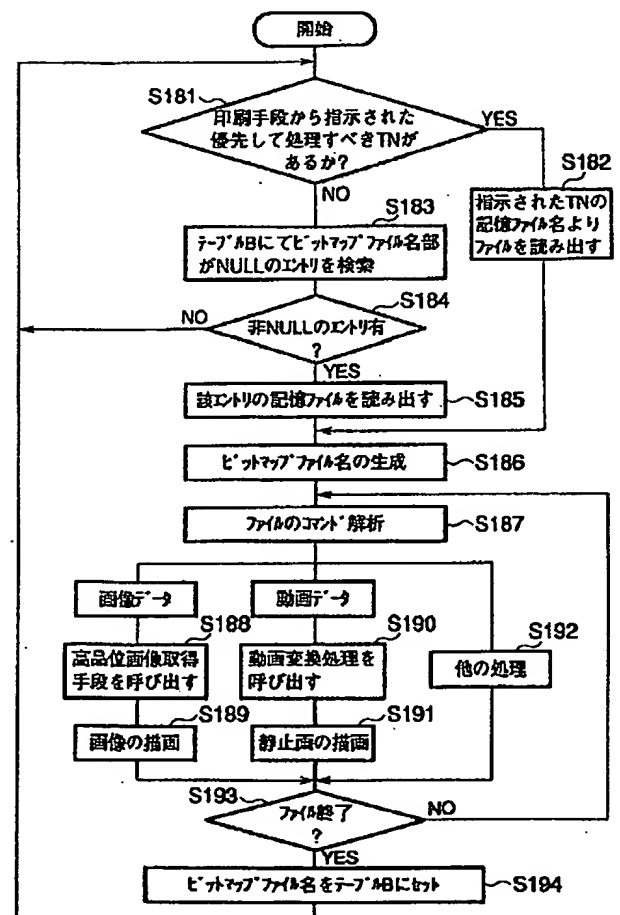 開始
S181
印刷手段から指示された
優先して処理すべきTNが
あるか?
YES
NO
S182
指示されたTNの
記憶ファイル名より
ファイルを読み出す
S183
テーブルBにてビットマップファイル名部
がNULLのエントリを検索
S184
NO
非NULLのエントリ有
?
YES
該エントリの記憶ファイルを読み出す
S185
ビットマップファイル名の生成
S186
ファイルのコマンド解析
S187
画像データ
動画データ
S188
S190
S192
高品位画像取得
手段を呼び出す
動画変換処理を
呼び出す
他の処理
S189
S191
画像の描画
静止画の描画
S193
ファイル終了
?
NO
YES
ビットマップファイル名をテーブルBにセット
S194